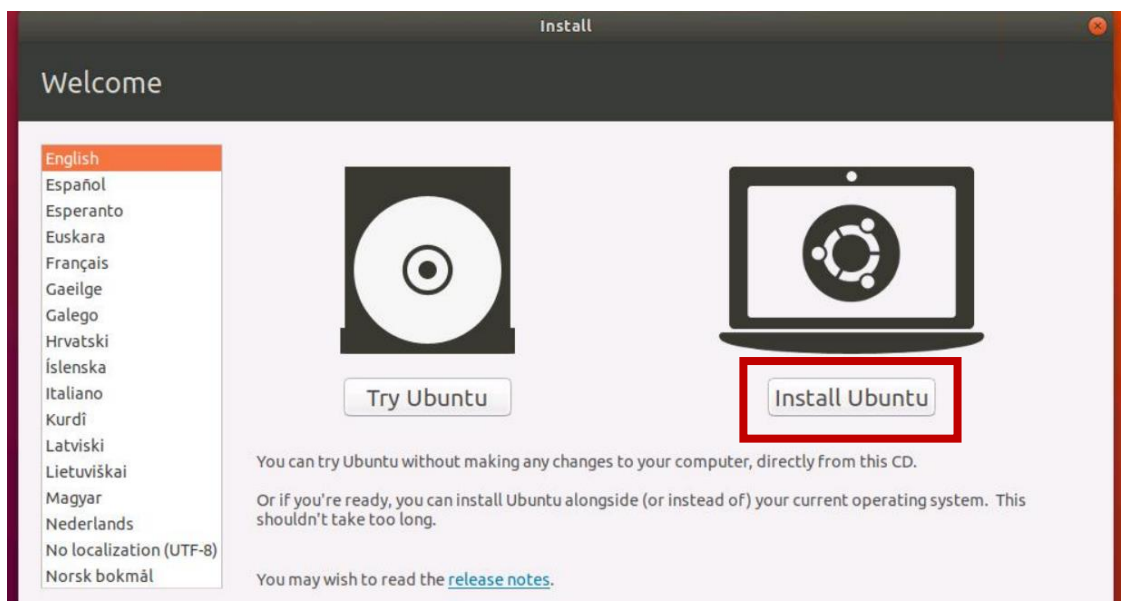 Install
Welcome
English
Español
Esperanto
Euskara
Français
Gaeilge
Galego
Hrvatski
Íslenska
Italiano
Kurdî
Latviski
Lietuviškai
Magyar
Nederlands
No localization (UTF-8)
Norsk bokmål
Try Ubuntu
Install Ubuntu
You can try Ubuntu without making any changes to your computer, directly from this CD.
Or if you're ready, you can install Ubuntu alongside (or instead of) your current operating system. This
shouldn't take too long.
You may wish to read the release notes.